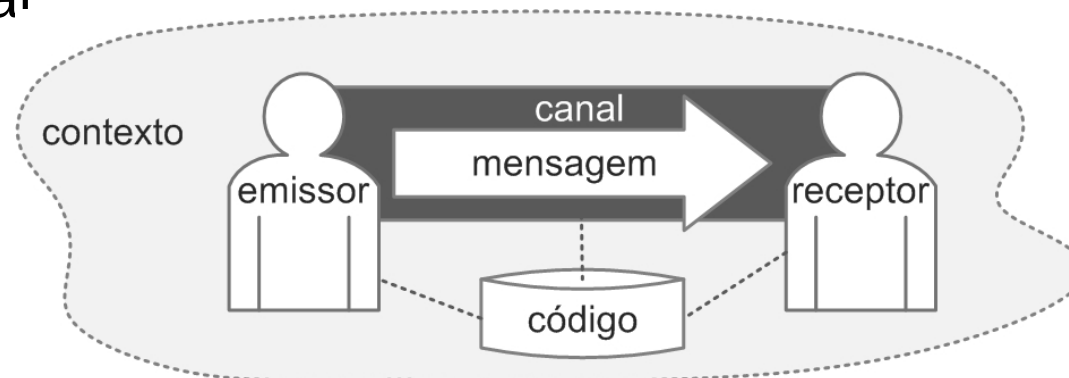 canal
contexto
mensagem
emissor
receptor
código